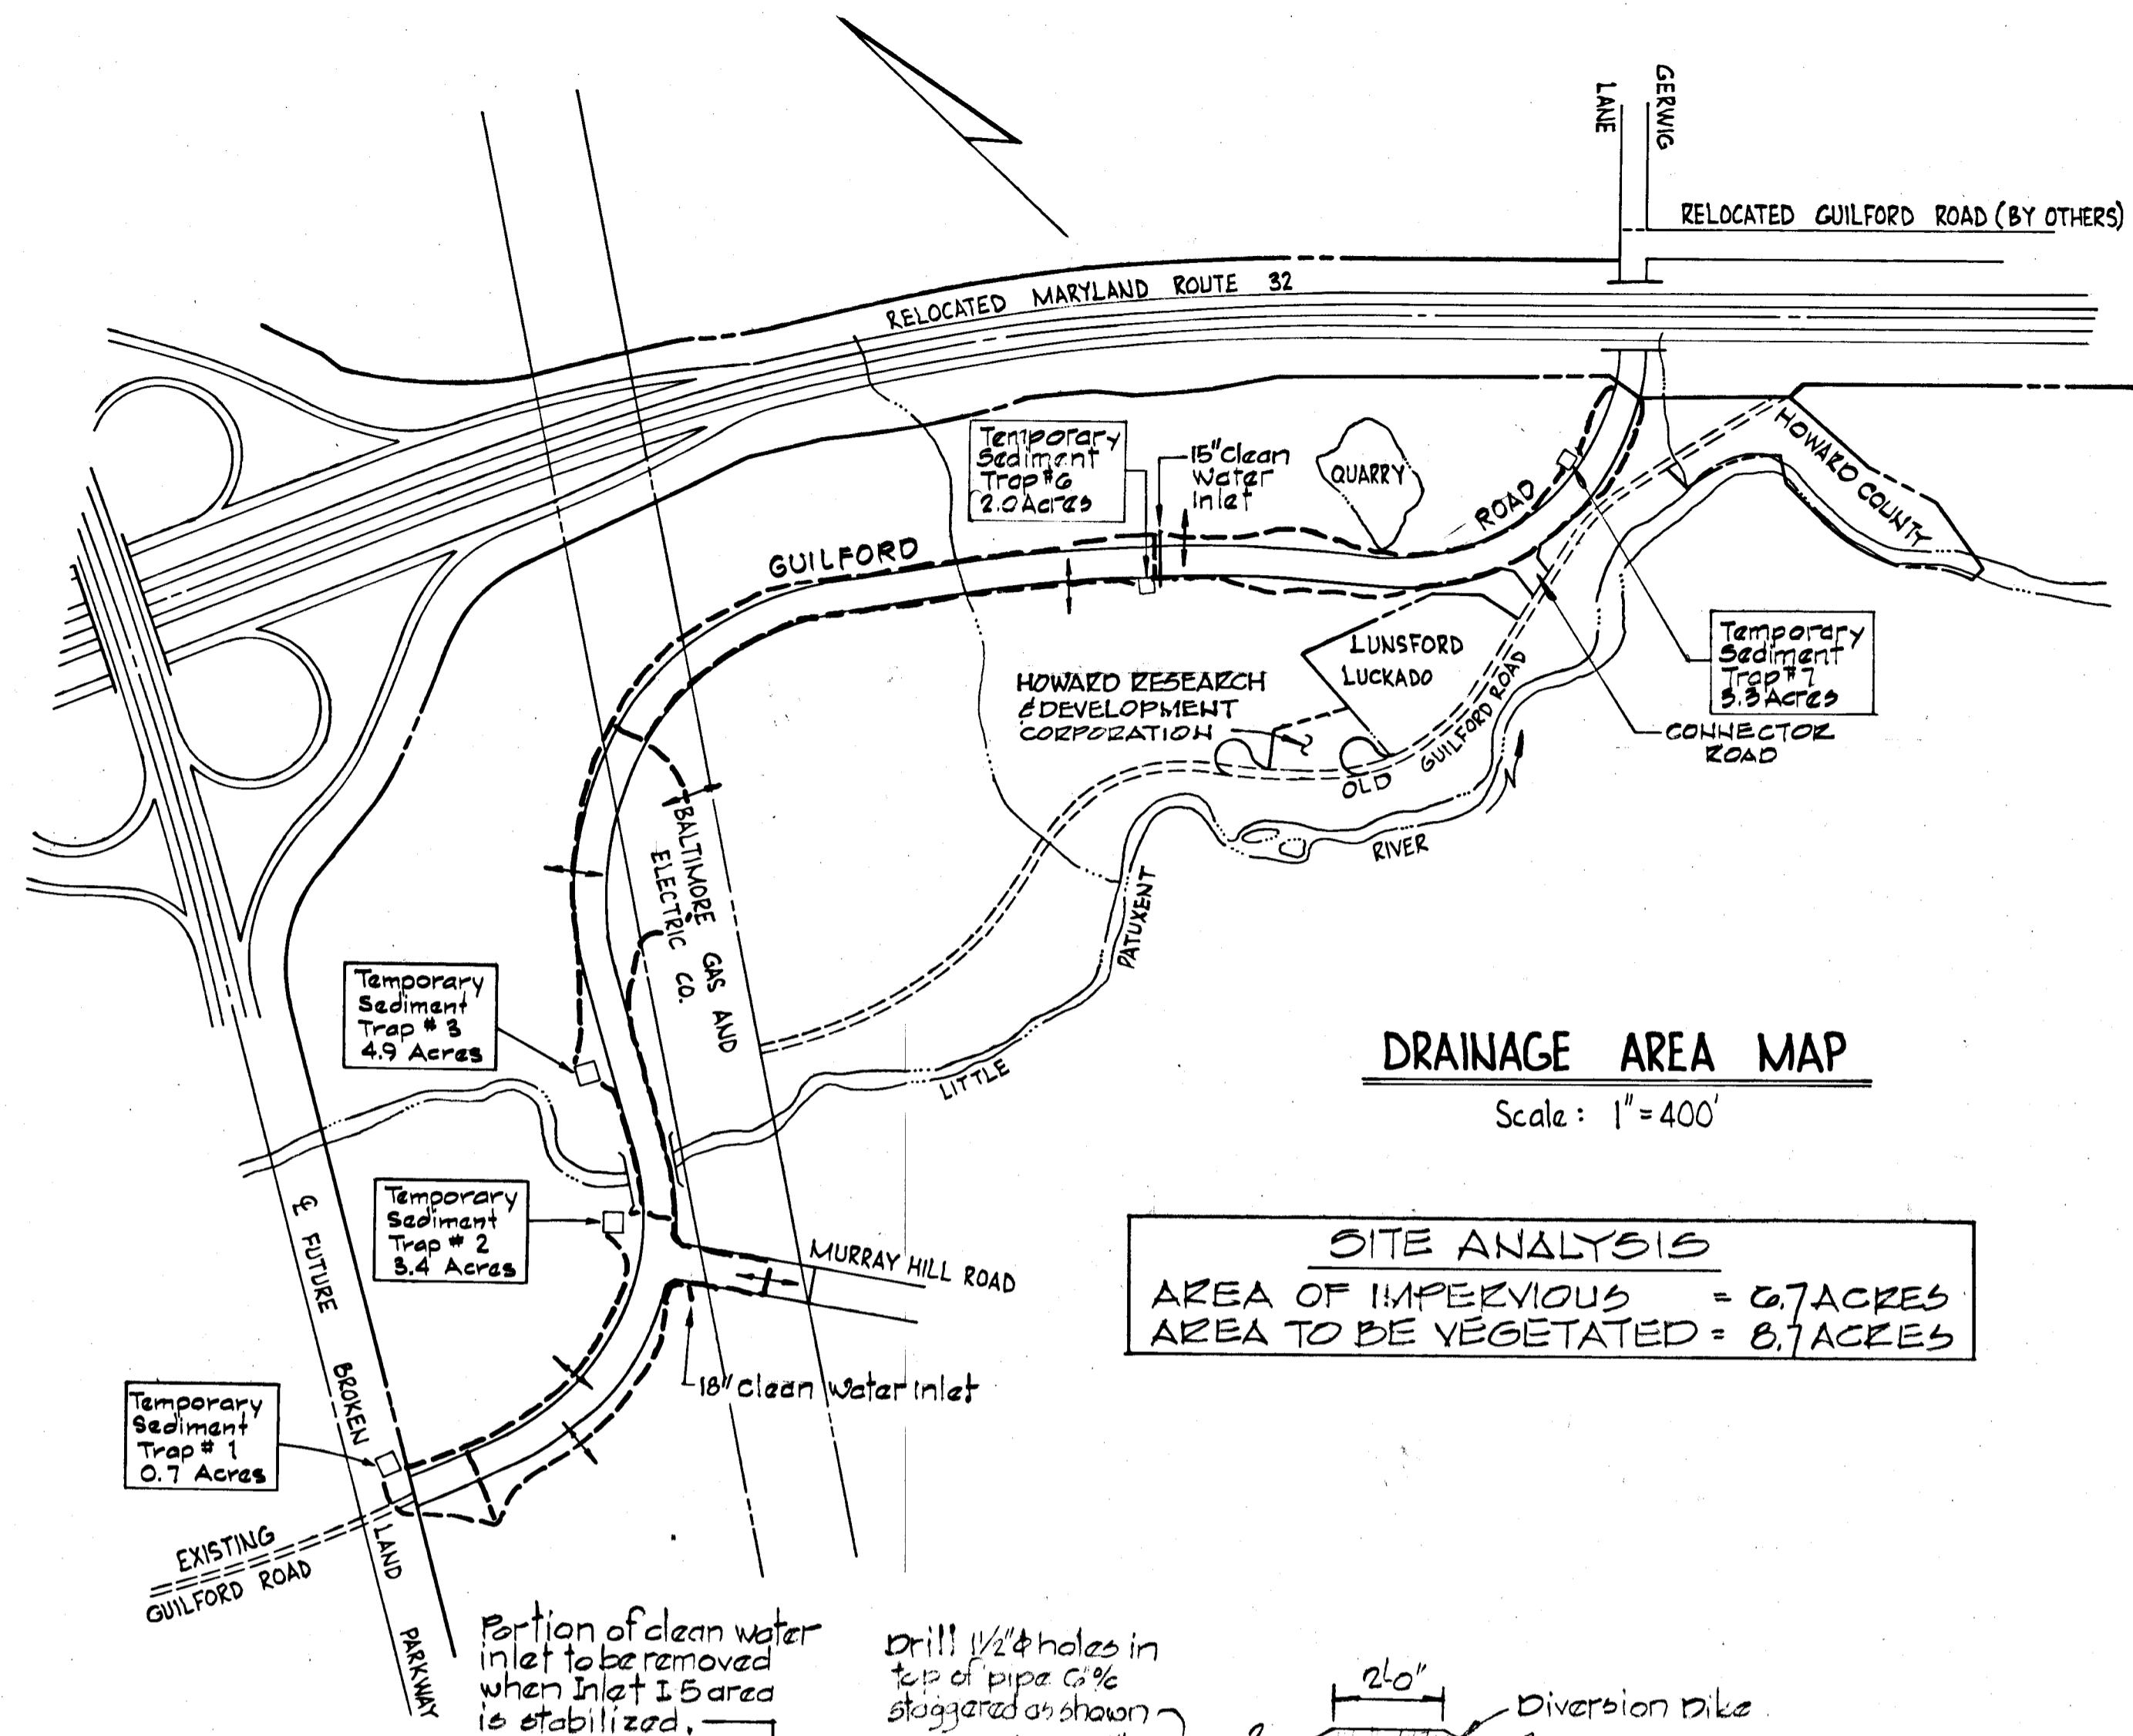 GERWIG
LANE
RELOCATED GUILFORD ROAD (BY OTHERS)
RELOCATED MARYLAND ROUTE 32
HOWARD COUNTY
Temporary
Sediment
Trap #6
2.0 Acres
15" Clean
Water
Inlet
QUARRY
GUILFORD ROAD
LUNSFORD
LUCKADO
Temporary
Sediment
Trap #7
3.3 Acres
CONNECTOR
ROAD
HOWARD RESEARCH
& DEVELOPMENT
CORPORATION
OLD GUILFORD ROAD
LITTLE PATUXENT RIVER
BALTIMORE GAS AND
ELECTRIC CO.
Temporary
Sediment
Trap # 3
4.9 Acres
DRAINAGE AREA MAP
Scale: 1"=400'
Temporary
Sediment
Trap # 2
3.4 Acres
MURRAY HILL ROAD
SITE ANALYSIS
AREA OF IMPERVIOUS = 6.7 ACRES
AREA TO BE VEGETATED = 8.7 ACRES
18" clean water inlet
℄ FUTURE BROKEN LAND PARKWAY
Temporary
Sediment
Trap # 1
0.7 Acres
EXISTING
GUILFORD ROAD
Portion of clean water
inlet to be removed
when Inlet I-5 area
is stabilized.
Drill 1½"ϕ holes in
top of pipe 6"%
staggered as shown
2'-0"
Diversion Dike